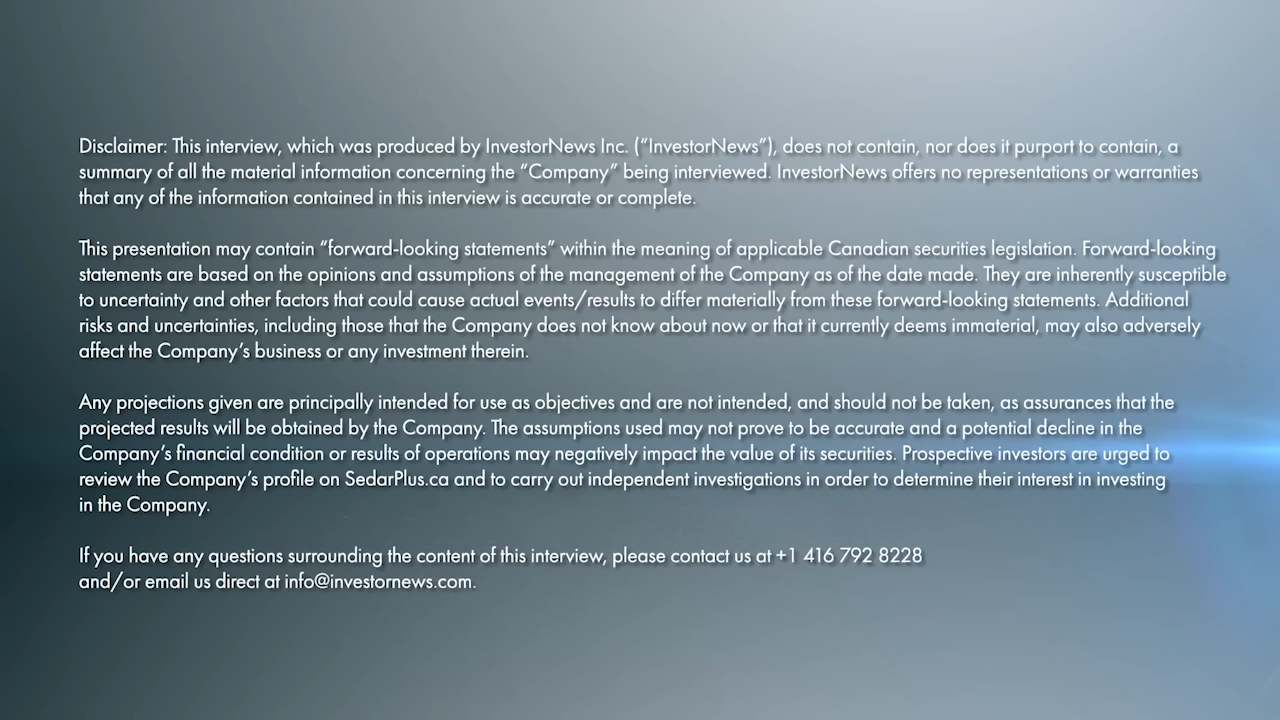 Disclaimer: This interview, which was produced by InvestorNews Inc. (“InvestorNews”), does not contain, nor does it purport to contain, a
summary of all the material information concerning the “Company” being interviewed. InvestorNews offers no representations or warranties
that any of the information contained in this interview is accurate or complete.
This presentation may contain “forward-looking statements” within the meaning of applicable Canadian securities legislation. Forward-looking
statements are based on the opinions and assumptions of the management of the Company as of the date made. They are inherently susceptible
to uncertainty and other factors that could cause actual events/results to differ materially from these forward-looking statements. Additional
risks and uncertainties, including those that the Company does not know about now or that it currently deems immaterial, may also adversely
affect the Company’s business or any investment therein.
Any projections given are principally intended for use as objectives and are not intended, and should not be taken, as assurances that the
projected results will be obtained by the Company. The assumptions used may not prove to be accurate and a potential decline in the
Company’s financial condition or results of operations may negatively impact the value of its securities. Prospective investors are urged to
review the Company’s profile on SedarPlus.ca and to carry out independent investigations in order to determine their interest in investing
in the Company.
If you have any questions surrounding the content of this interview, please contact us at +1 416 792 8228
and/or email us direct at info@investornews.com.